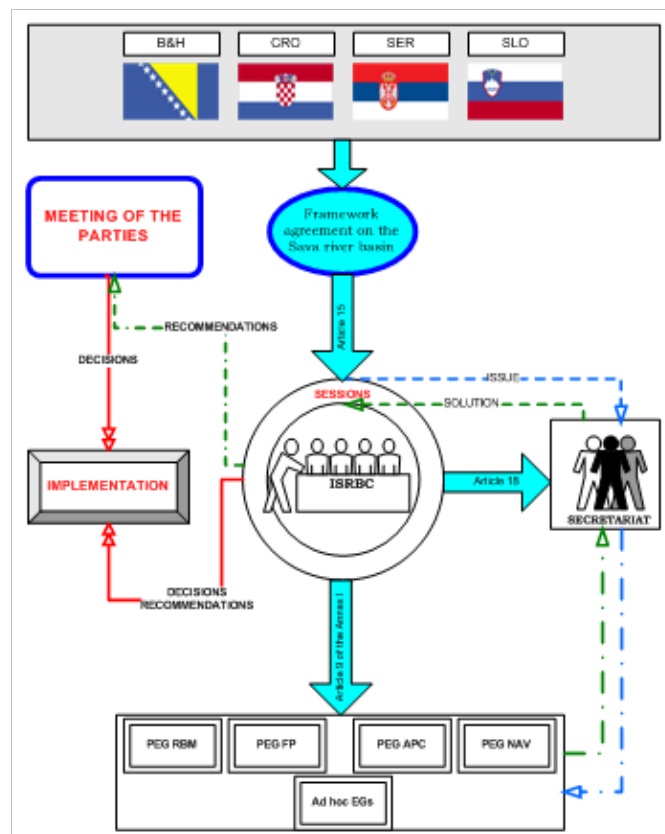 B&H
CRO
SER
SLO
MEETING OF THE
PARTIES
Framework
agreement on the
Sava river basin
Article 15
RECOMMENDATIONS
DECISIONS
ISSUE
SESSIONS
SOLUTION
IMPLEMENTATION
ISRBC
Article 18
SECRETARIAT
DECISIONS
RECOMMENDATIONS
Article 9 of the Annex I
PEG RBM
PEG FP
PEG APC
PEG NAV
Ad hoc EGs